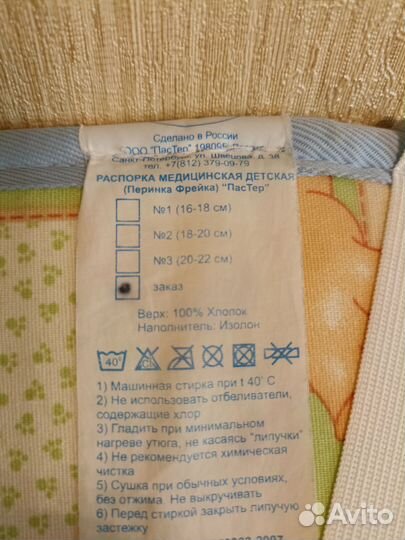 Сделано в России
ООО "ПасТер" 198095
Санкт-Петербург, ул. Швецова, д. 38
тел. +7(812) 379-09-79
РАСПОРКА МЕДИЦИНСКАЯ ДЕТСКАЯ
(Перинка Фрейка) "ПасТер"
№1 (16-18 см)
№2 (18-20 см)
№3 (20-22 см)
заказ
Верх: 100% Хлопок
Наполнитель: Изолон
40° CL
1) Машинная стирка при t 40° С
2) Не использовать отбеливатели,
содержащие хлор
3) Гладить при минимальном
нагреве утюга, не касаясь "липучки"
4) Не рекомендуется химическая
чистка
5) Сушка при обычных условиях,
без отжима. Не выкручивать
6) Перед стиркой закрыть липучую
застежку
Avito